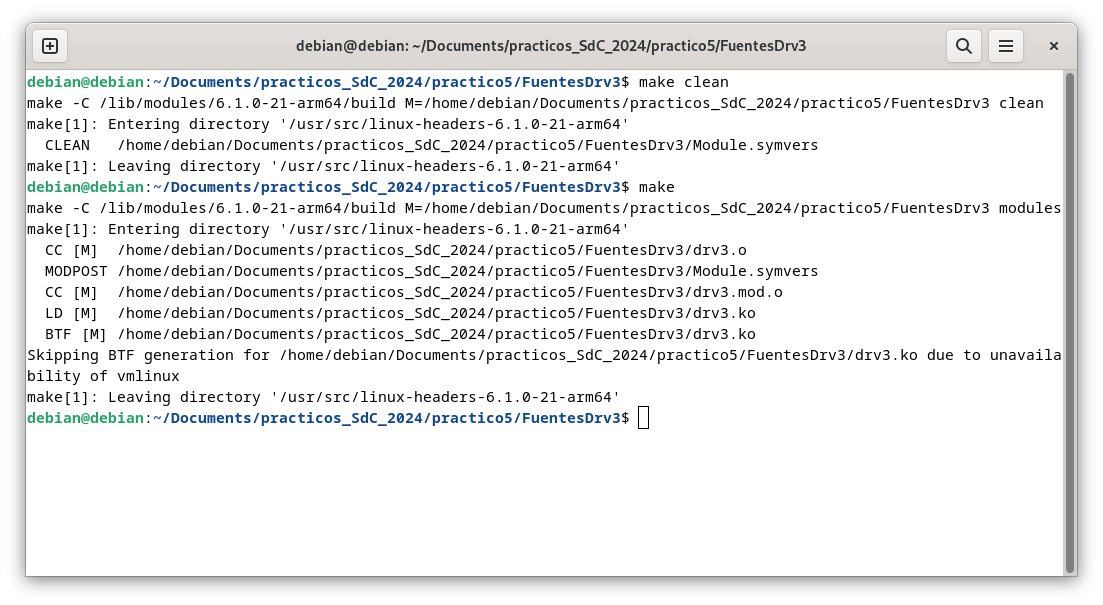 debian@debian: ~/Documents/practicos_SdC_2024/practico5/FuentesDrv3
debian@debian:~/Documents/practicos_SdC_2024/practico5/FuentesDrv3$ make clean
make -C /lib/modules/6.1.0-21-arm64/build M=/home/debian/Documents/practicos_SdC_2024/practico5/FuentesDrv3 clean
make[1]: Entering directory '/usr/src/linux-headers-6.1.0-21-arm64'
  CLEAN   /home/debian/Documents/practicos_SdC_2024/practico5/FuentesDrv3/Module.symvers
make[1]: Leaving directory '/usr/src/linux-headers-6.1.0-21-arm64'
debian@debian:~/Documents/practicos_SdC_2024/practico5/FuentesDrv3$ make
make -C /lib/modules/6.1.0-21-arm64/build M=/home/debian/Documents/practicos_SdC_2024/practico5/FuentesDrv3 modules
make[1]: Entering directory '/usr/src/linux-headers-6.1.0-21-arm64'
  CC [M]  /home/debian/Documents/practicos_SdC_2024/practico5/FuentesDrv3/drv3.o
  MODPOST /home/debian/Documents/practicos_SdC_2024/practico5/FuentesDrv3/Module.symvers
  CC [M]  /home/debian/Documents/practicos_SdC_2024/practico5/FuentesDrv3/drv3.mod.o
  LD [M]  /home/debian/Documents/practicos_SdC_2024/practico5/FuentesDrv3/drv3.ko
  BTF [M] /home/debian/Documents/practicos_SdC_2024/practico5/FuentesDrv3/drv3.ko
Skipping BTF generation for /home/debian/Documents/practicos_SdC_2024/practico5/FuentesDrv3/drv3.ko due to unavaila
bility of vmlinux
make[1]: Leaving directory '/usr/src/linux-headers-6.1.0-21-arm64'
debian@debian:~/Documents/practicos_SdC_2024/practico5/FuentesDrv3$